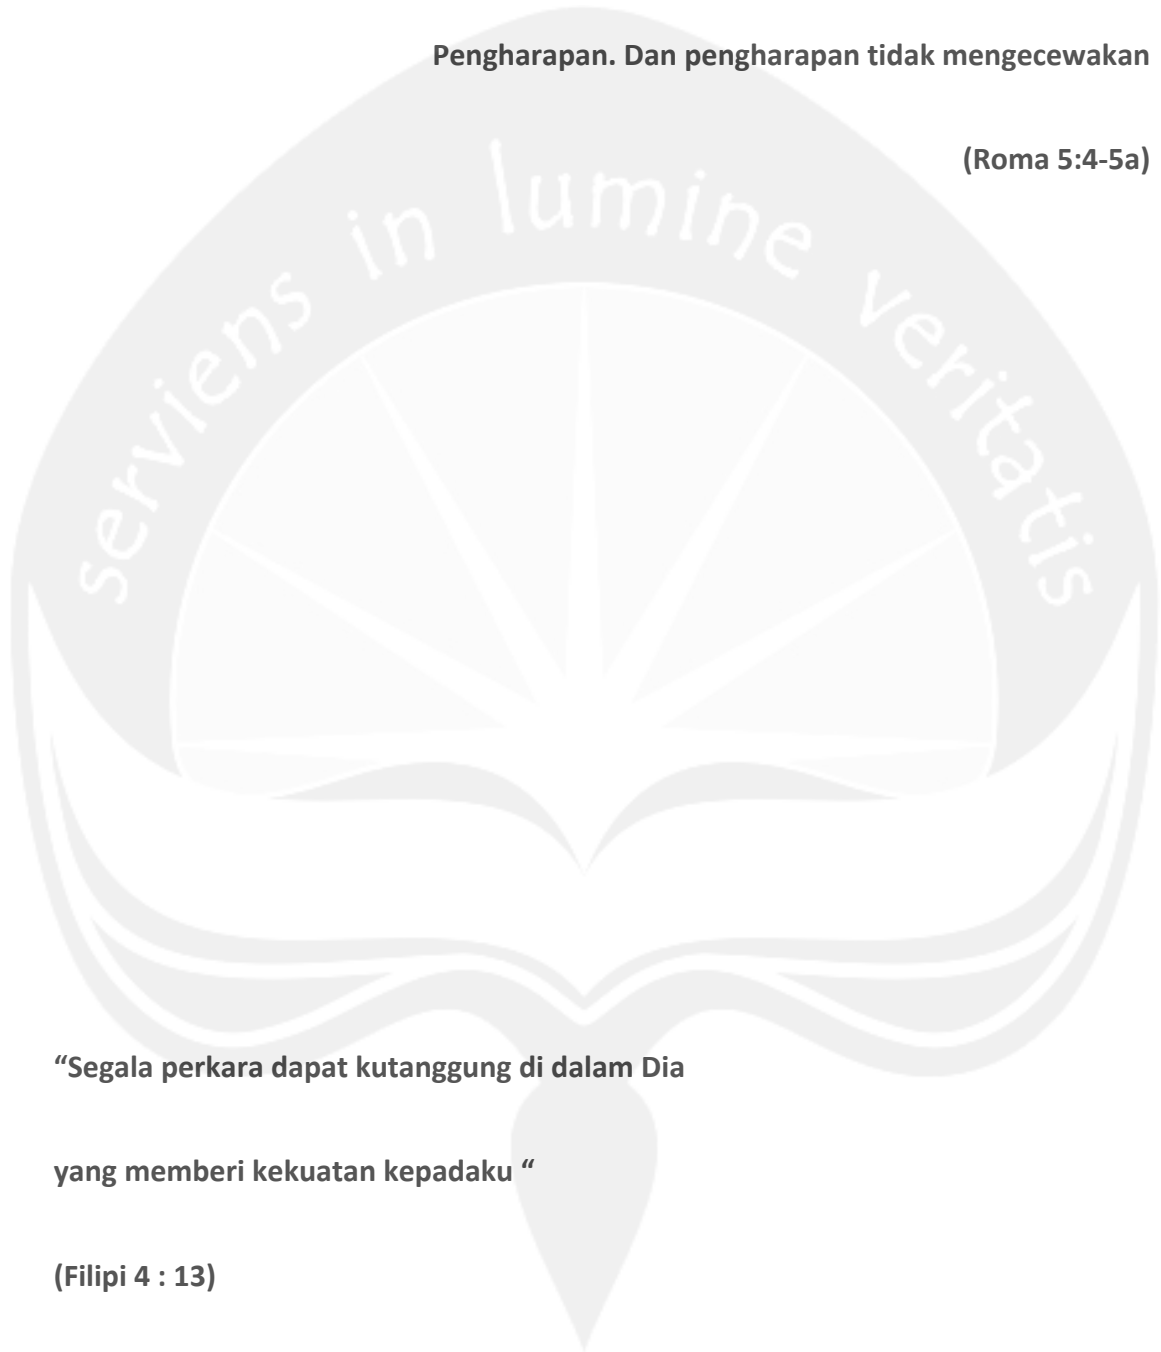 Pengharapan. Dan pengharapan tidak mengecewakan
(Roma 5:4-5a)
serviens in lumine veritatis
“Segala perkara dapat kutanggung di dalam Dia
yang memberi kekuatan kepadaku “
(Filipi 4 : 13)